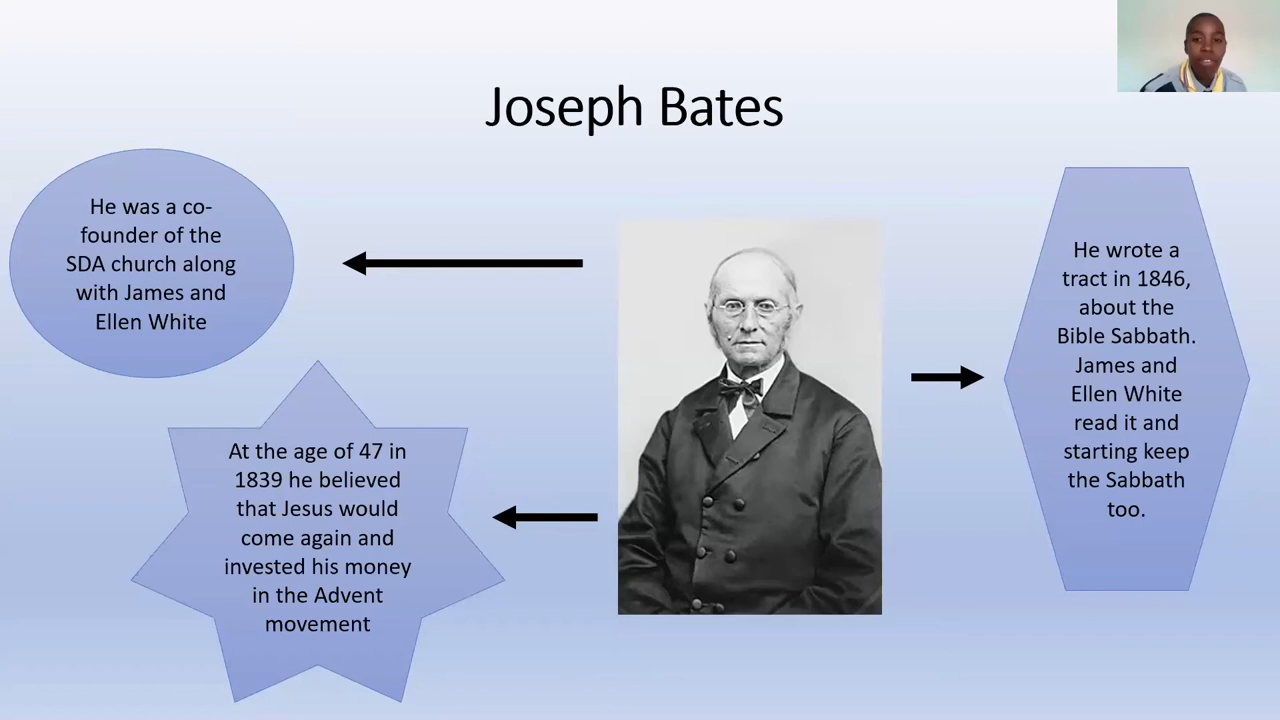 Joseph Bates
He was a co-
founder of the
SDA church along
with James and
Ellen White
At the age of 47 in
1839 he believed
that Jesus would
come again and
invested his money
in the Advent
movement
He wrote a
tract in 1846,
about the
Bible Sabbath.
James and
Ellen White
read it and
starting keep
the Sabbath
too.